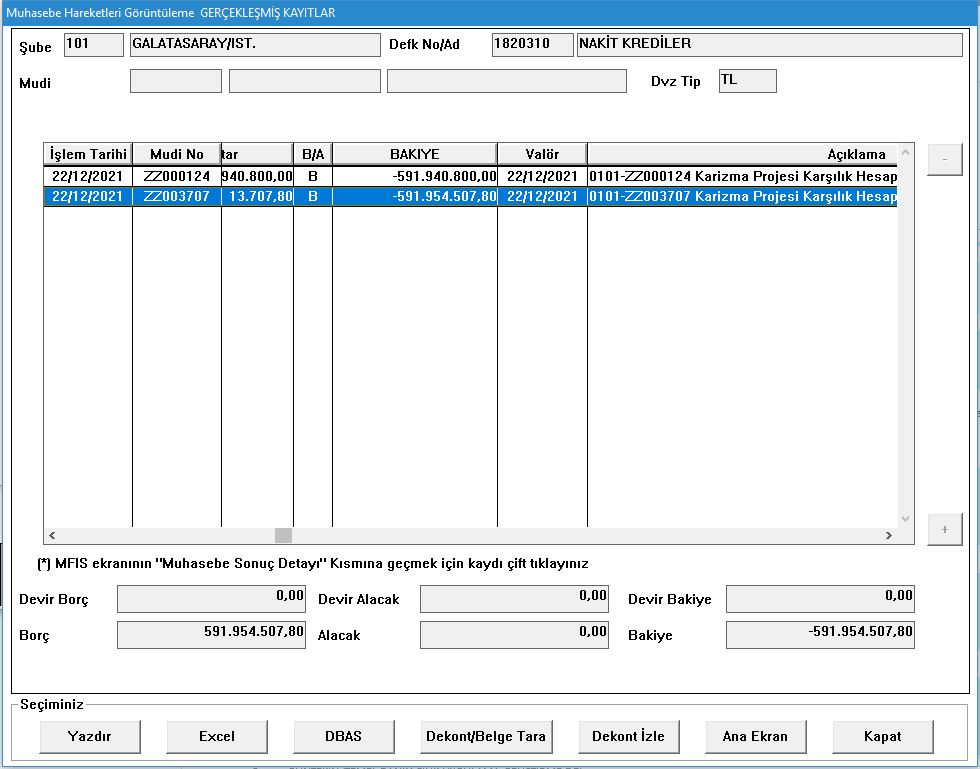 Muhasebe Hareketleri Görüntüleme GERÇEKLEŞMİŞ KAYITLAR
Şube 101 GALATASARAY/IST. Defk No/Ad 1820310 NAKİT KREDİLER
Mudi Dvz Tip TL
İşlem Tarihi Mudi No tar B/A BAKIYE Valör Açıklama
22/12/2021 ZZ000124 940.800,00 B -591.940.800,00 22/12/2021 0101-ZZ000124 Karizma Projesi Karşılık Hesap
22/12/2021 ZZ003707 13.707,80 B -591.954.507,80 22/12/2021 0101-ZZ003707 Karizma Projesi Karşılık Hesap
-
+
(*) MFIS ekranının "Muhasebe Sonuç Detayı" Kısmına geçmek için kaydı çift tıklayınız
Devir Borç 0,00 Devir Alacak 0,00 Devir Bakiye 0,00
Borç 591.954.507,80 Alacak 0,00 Bakiye -591.954.507,80
Seçiminiz
Yazdır Excel DBAS Dekont/Belge Tara Dekont İzle Ana Ekran Kapat